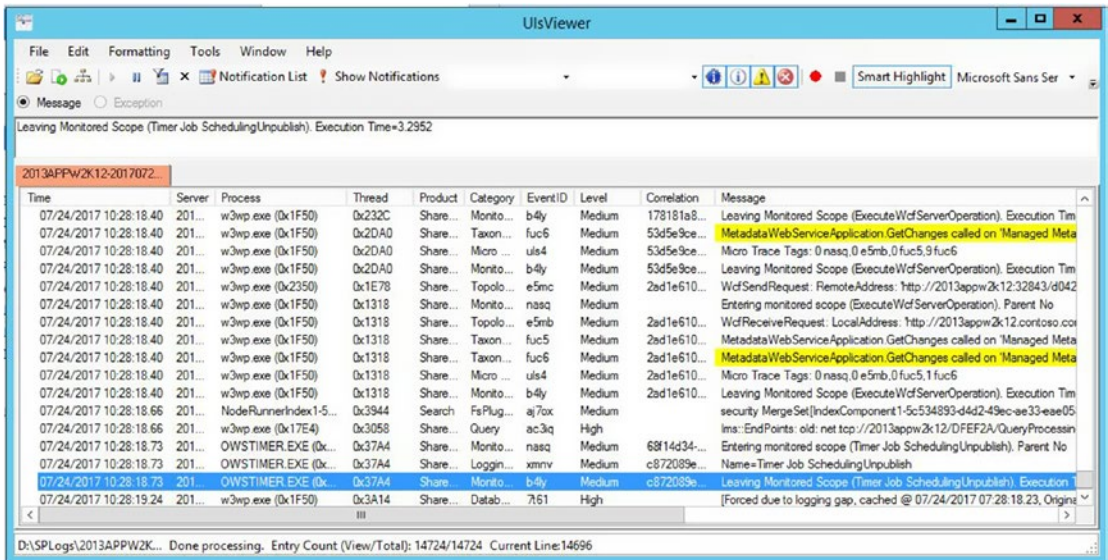 UlsViewer
File Edit Formatting Tools Window Help
Notification List Show Notifications Smart Highlight Microsoft Sans Ser
Message Exception
Leaving Monitored Scope (Timer Job SchedulingUnpublish). Execution Time=3.2952
2013APPW2K12-2017072...
Time Server Process Thread Product Category EventID Level Correlation Message
07/24/2017 10:28:18.40 201... w3wp.exe (0x1F50) 0x232C Share... Monito... b4ly Medium 178181a8... Leaving Monitored Scope (ExecuteWcfServerOperation). Execution Tim
07/24/2017 10:28:18.40 201... w3wp.exe (0x1F50) 0x2DA0 Share... Taxon... fuc6 Medium 53d5e9ce... MetadataWebServiceApplication.GetChanges called on 'Managed Meta
07/24/2017 10:28:18.40 201... w3wp.exe (0x1F50) 0x2DA0 Share... Micro ... uls4 Medium 53d5e9ce... Micro Trace Tags: 0 nasq,0 e5mb,0 fuc5,9 fuc6
07/24/2017 10:28:18.40 201... w3wp.exe (0x1F50) 0x2DA0 Share... Monito... b4ly Medium 53d5e9ce... Leaving Monitored Scope (ExecuteWcfServerOperation). Execution Tim
07/24/2017 10:28:18.40 201... w3wp.exe (0x2350) 0x1E78 Share... Topolo... e5mc Medium 2ad1e610... WcfSendRequest: RemoteAddress: 'http://2013appw2k12:32843/d042
07/24/2017 10:28:18.40 201... w3wp.exe (0x1F50) 0x1318 Share... Monito... nasq Medium Entering monitored scope (ExecuteWcfServerOperation). Parent No
07/24/2017 10:28:18.40 201... w3wp.exe (0x1F50) 0x1318 Share... Topolo... e5mb Medium 2ad1e610... WcfReceiveRequest: LocalAddress: 'http://2013appw2k12.contoso.co
07/24/2017 10:28:18.40 201... w3wp.exe (0x1F50) 0x1318 Share... Taxon... fuc5 Medium 2ad1e610... MetadataWebServiceApplication.GetChanges called on 'Managed Meta
07/24/2017 10:28:18.40 201... w3wp.exe (0x1F50) 0x1318 Share... Taxon... fuc6 Medium 2ad1e610... MetadataWebServiceApplication.GetChanges called on 'Managed Meta
07/24/2017 10:28:18.40 201... w3wp.exe (0x1F50) 0x1318 Share... Micro ... uls4 Medium 2ad1e610... Micro Trace Tags: 0 nasq,0 e5mb,0 fuc5,1 fuc6
07/24/2017 10:28:18.40 201... w3wp.exe (0x1F50) 0x1318 Share... Monito... b4ly Medium 2ad1e610... Leaving Monitored Scope (ExecuteWcfServerOperation). Execution Tim
07/24/2017 10:28:18.66 201... NodeRunnerIndex1-5... 0x3944 Search FsPlug... aj7ox Medium security MergeSet[IndexComponent1-5c534893-d4d2-49ec-ae33-eae05
07/24/2017 10:28:18.66 201... w3wp.exe (0x17E4) 0x3058 Share... Query ac3iq High Ims::EndPoints: old: net.tcp://2013appw2k12/DFEF2A/QueryProcessin
07/24/2017 10:28:18.73 201... OWSTIMER.EXE (0x... 0x37A4 Share... Monito... nasq Medium 68f14d34-... Entering monitored scope (Timer Job SchedulingUnpublish). Parent No
07/24/2017 10:28:18.73 201... OWSTIMER.EXE (0x... 0x37A4 Share... Loggin... xmnv Medium c872089e... Name=Timer Job SchedulingUnpublish
07/24/2017 10:28:18.73 201... OWSTIMER.EXE (0x... 0x37A4 Share... Monito... b4ly Medium c872089e... Leaving Monitored Scope (Timer Job SchedulingUnpublish). Execution T
07/24/2017 10:28:19.24 201... w3wp.exe (0x1F50) 0x3A14 Share... Datab... 7t61 High [Forced due to logging gap, cached @ 07/24/2017 07:28:18.23, Origina
D:\SPLogs\2013APPW2K... Done processing. Entry Count (View/Total): 14724/14724 Current Line:14696